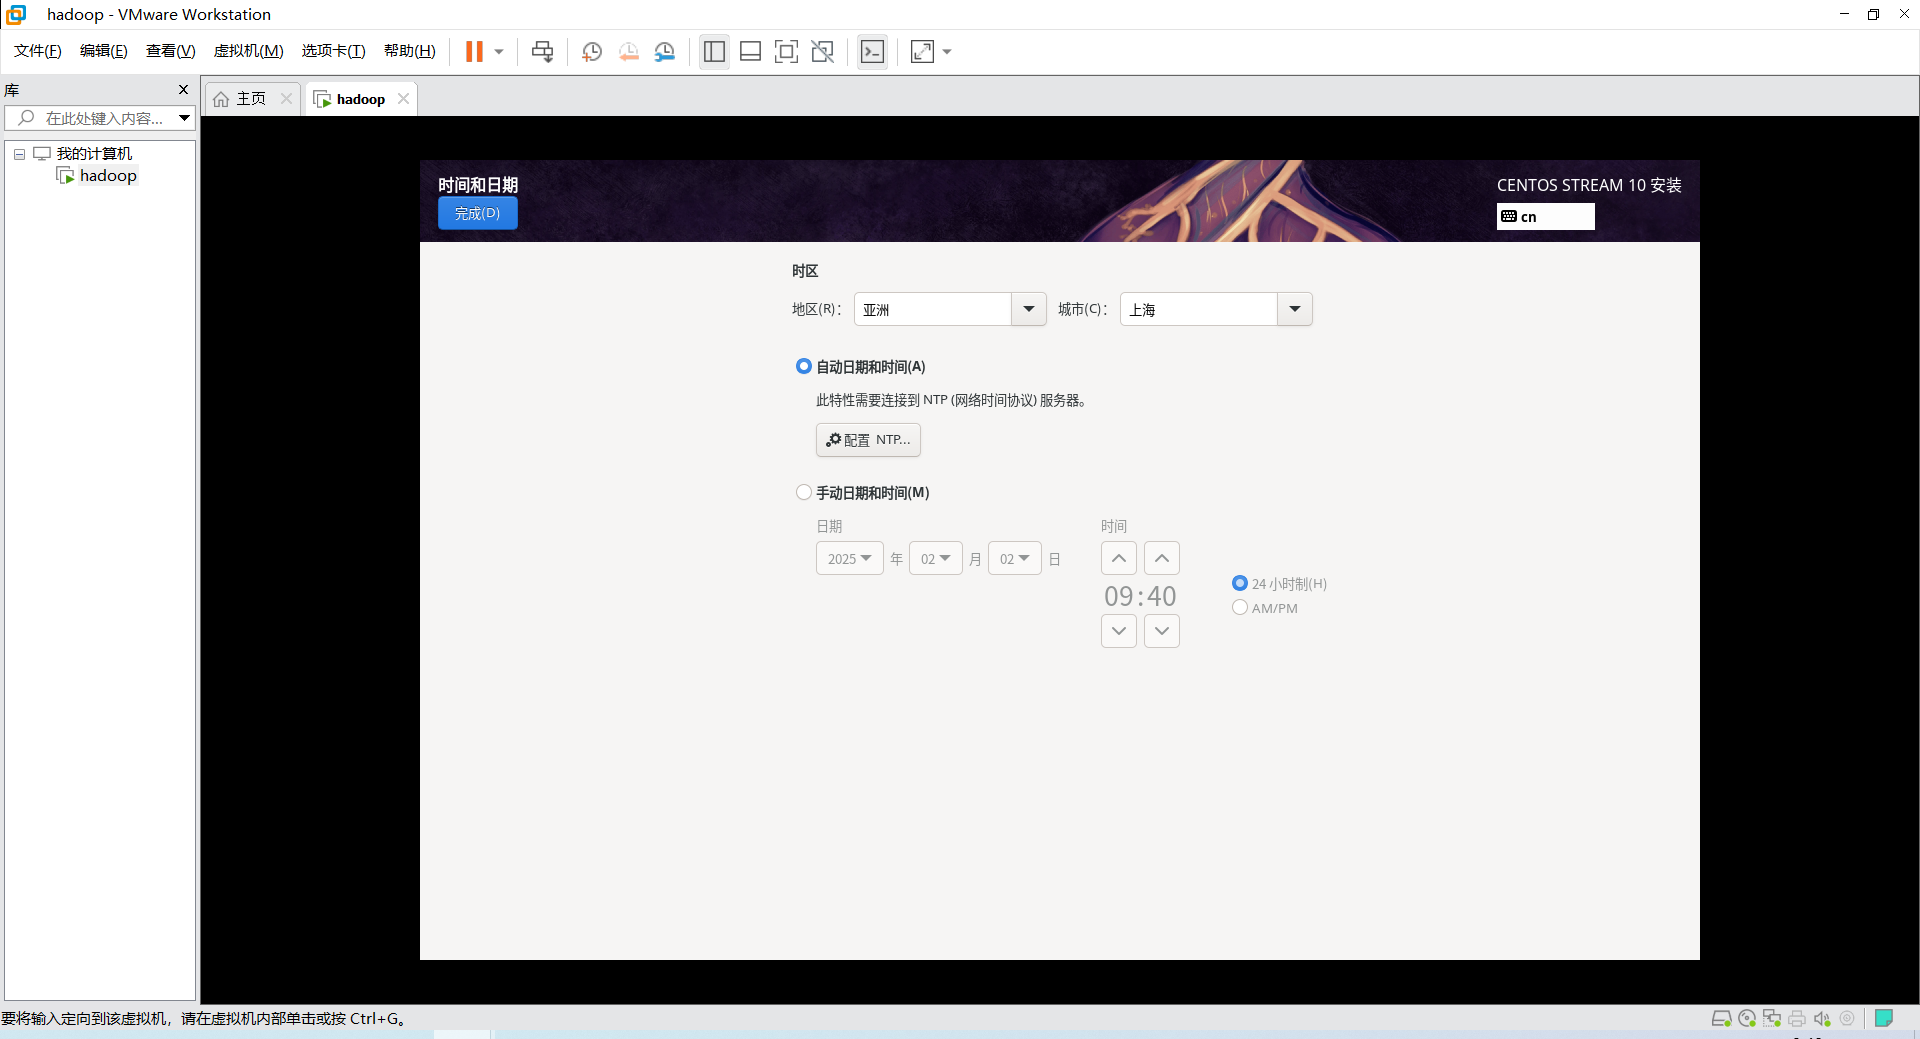 hadoop - VMware Workstation
文件(F) 编辑(E) 查看(V) 虚拟机(M) 选项卡(T) 帮助(H)
库
在此处键入内容...
我的计算机
hadoop
主页
hadoop
时间和日期
完成(D)
CENTOS STREAM 10 安装
cn
时区
地区(R)： 亚洲 城市(C)： 上海
自动日期和时间(A)
此特性需要连接到 NTP (网络时间协议) 服务器。
配置 NTP...
手动日期和时间(M)
日期 时间
2025 年 02 月 02 日
09:40
24 小时制(H)
AM/PM
要将输入定向到该虚拟机，请在虚拟机内部单击或按 Ctrl+G。